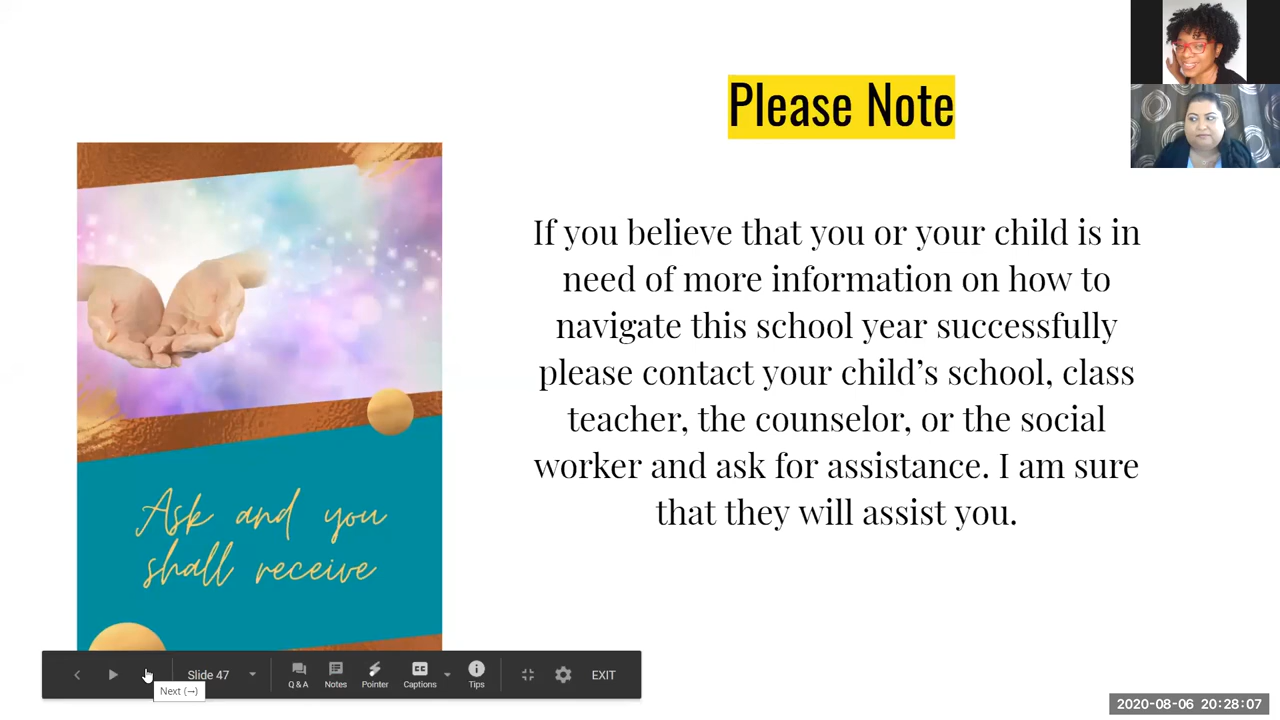 Please Note
If you believe that you or your child is in
need of more information on how to
navigate this school year successfully
please contact your child’s school, class
teacher, the counselor, or the social
worker and ask for assistance. I am sure
that they will assist you.
Ask and you
shall receive
Slide 47
Q & A
Notes
Pointer
CC
Captions
Tips
EXIT
Next (→)
2020-08-06 20:28:07